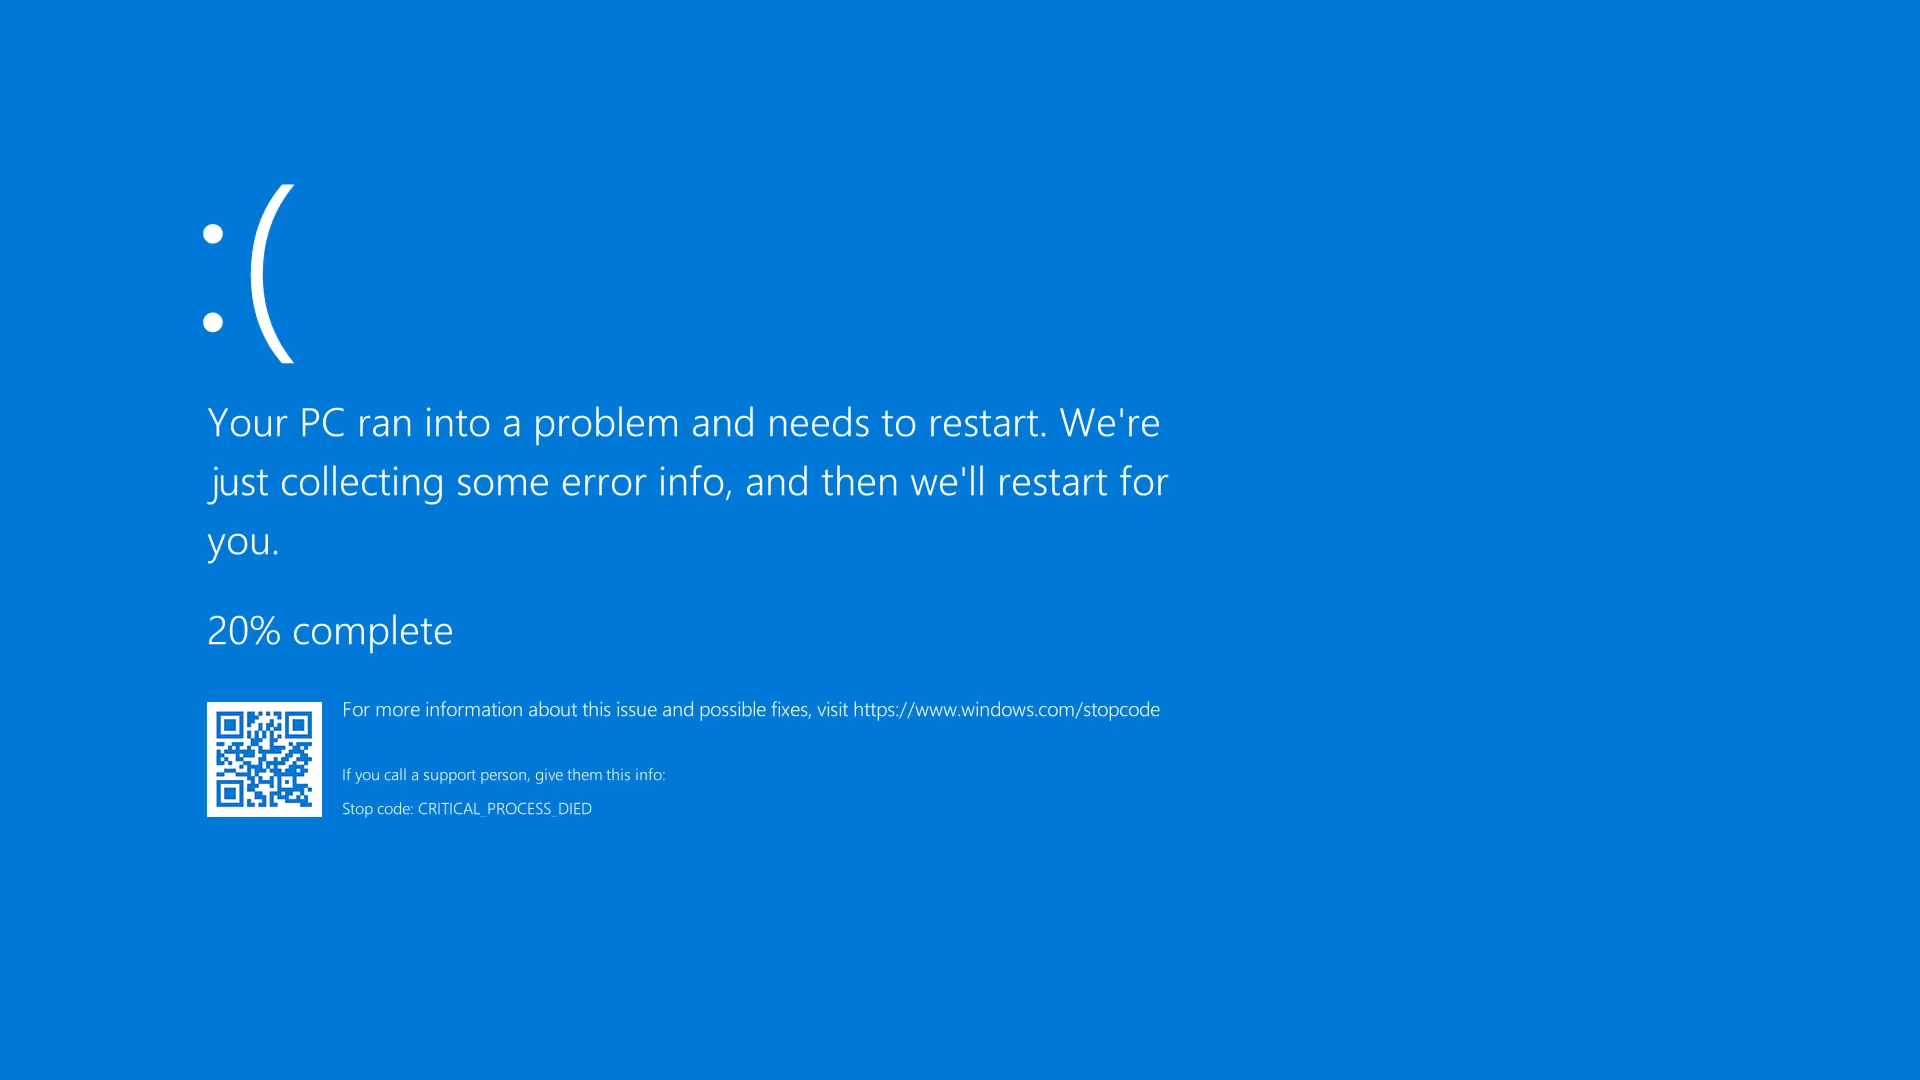 :(
Your PC ran into a problem and needs to restart. We're
just collecting some error info, and then we'll restart for
you.
20% complete
For more information about this issue and possible fixes, visit https://www.windows.com/stopcode
If you call a support person, give them this info:
Stop code: CRITICAL_PROCESS_DIED